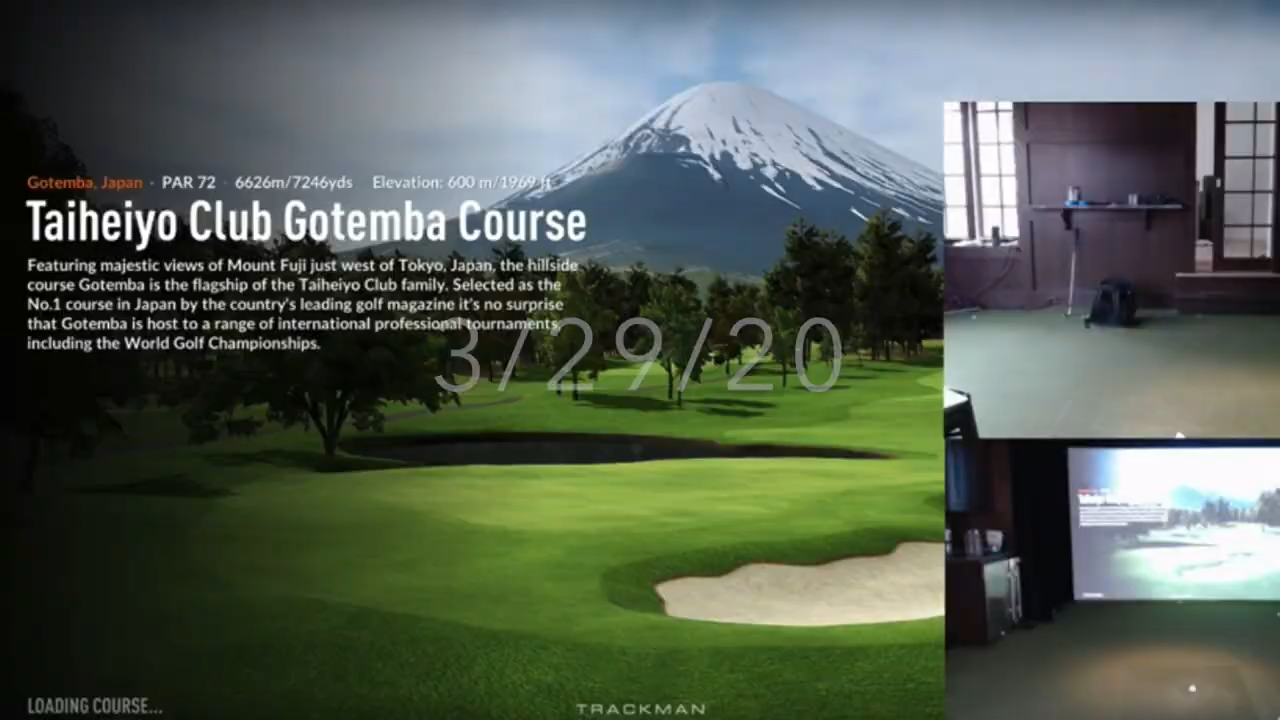 Gotemba, Japan · PAR 72 · 6626m/7246yds Elevation: 600 m/1969 ft
Taiheiyo Club Gotemba Course
Featuring majestic views of Mount Fuji just west of Tokyo, Japan, the hillside
course Gotemba is the flagship of the Taiheiyo Club family. Selected as the
No.1 course in Japan by the country's leading golf magazine it's no surprise
that Gotemba is host to a range of international professional tournaments,
including the World Golf Championships.
3/29/20
LOADING COURSE...
TRACKMAN